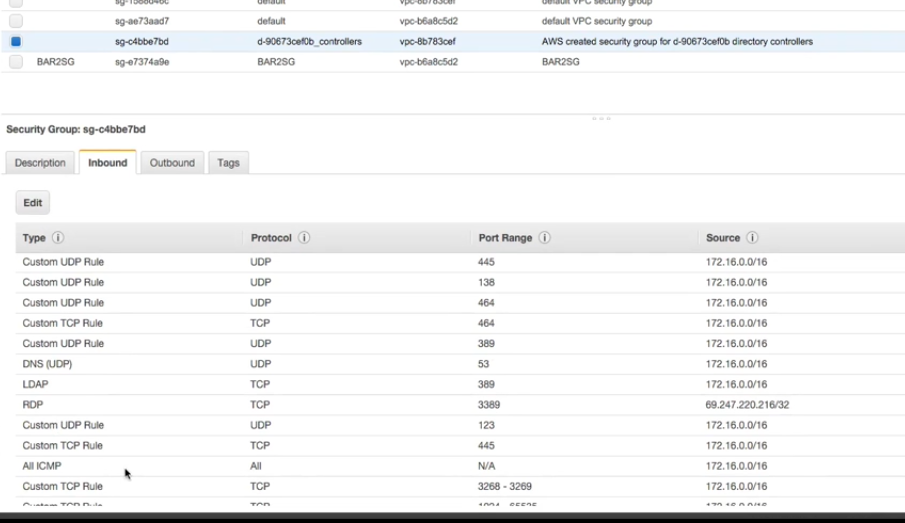 default default VPC security group
sg-ae73aad7 default vpc-b6a8c5d2 default VPC security group
sg-c4bbe7bd d-90673cef0b_controllers vpc-8b783cef AWS created security group for d-90673cef0b directory controllers
BAR2SG sg-e7374a9e BAR2SG vpc-b6a8c5d2 BAR2SG
Security Group: sg-c4bbe7bd
Description Inbound Outbound Tags
Edit
Type Protocol Port Range Source
Custom UDP Rule UDP 445 172.16.0.0/16
Custom UDP Rule UDP 138 172.16.0.0/16
Custom UDP Rule UDP 464 172.16.0.0/16
Custom TCP Rule TCP 464 172.16.0.0/16
Custom UDP Rule UDP 389 172.16.0.0/16
DNS (UDP) UDP 53 172.16.0.0/16
LDAP TCP 389 172.16.0.0/16
RDP TCP 3389 69.247.220.216/32
Custom UDP Rule UDP 123 172.16.0.0/16
Custom TCP Rule TCP 445 172.16.0.0/16
All ICMP All N/A 172.16.0.0/16
Custom TCP Rule TCP 3268 - 3269 172.16.0.0/16
Custom TCP Rule TCP 172.16.0.0/16